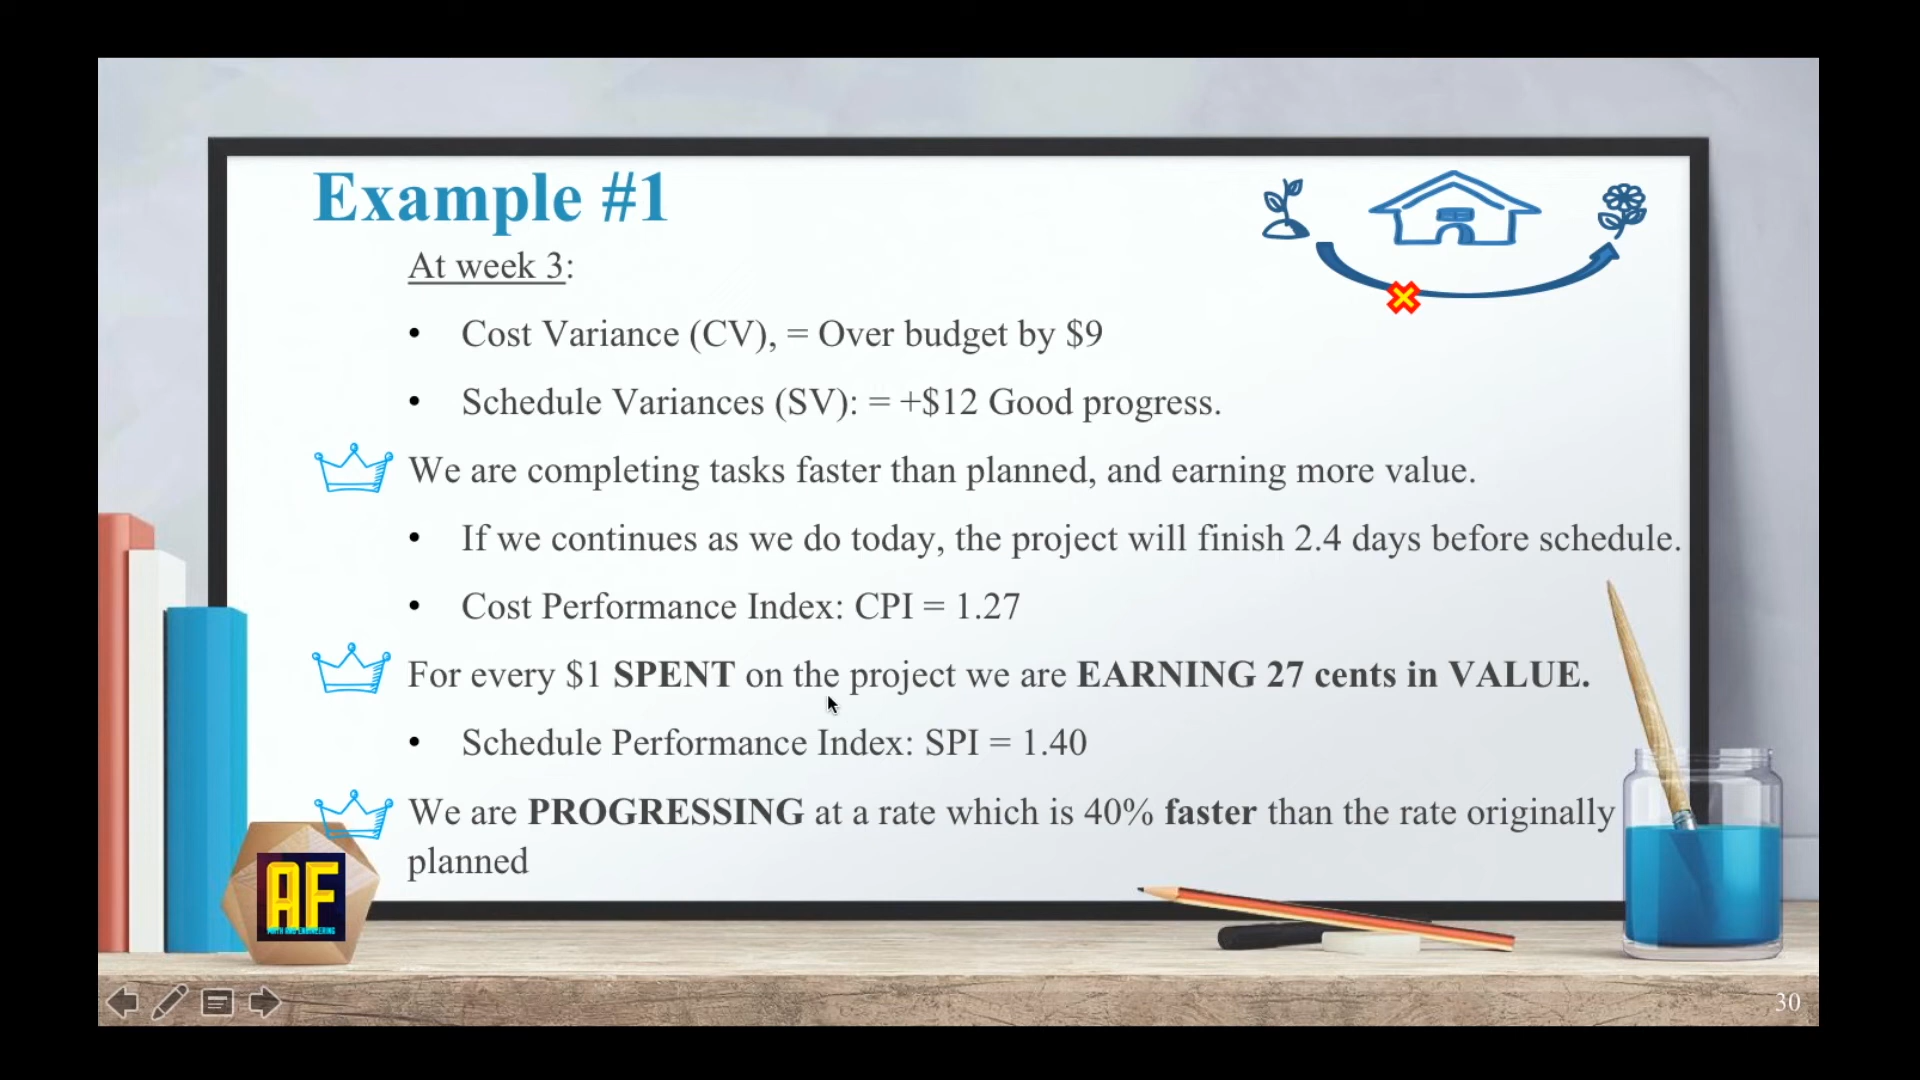 Example #1
At week 3:
• Cost Variance (CV), = Over budget by $9
• Schedule Variances (SV): = +$12 Good progress.
We are completing tasks faster than planned, and earning more value.
• If we continues as we do today, the project will finish 2.4 days before schedule.
• Cost Performance Index: CPI = 1.27
For every $1 SPENT on the project we are EARNING 27 cents in VALUE.
• Schedule Performance Index: SPI = 1.40
We are PROGRESSING at a rate which is 40% faster than the rate originally
planned
AF
MATH AND ENGINEERING
30